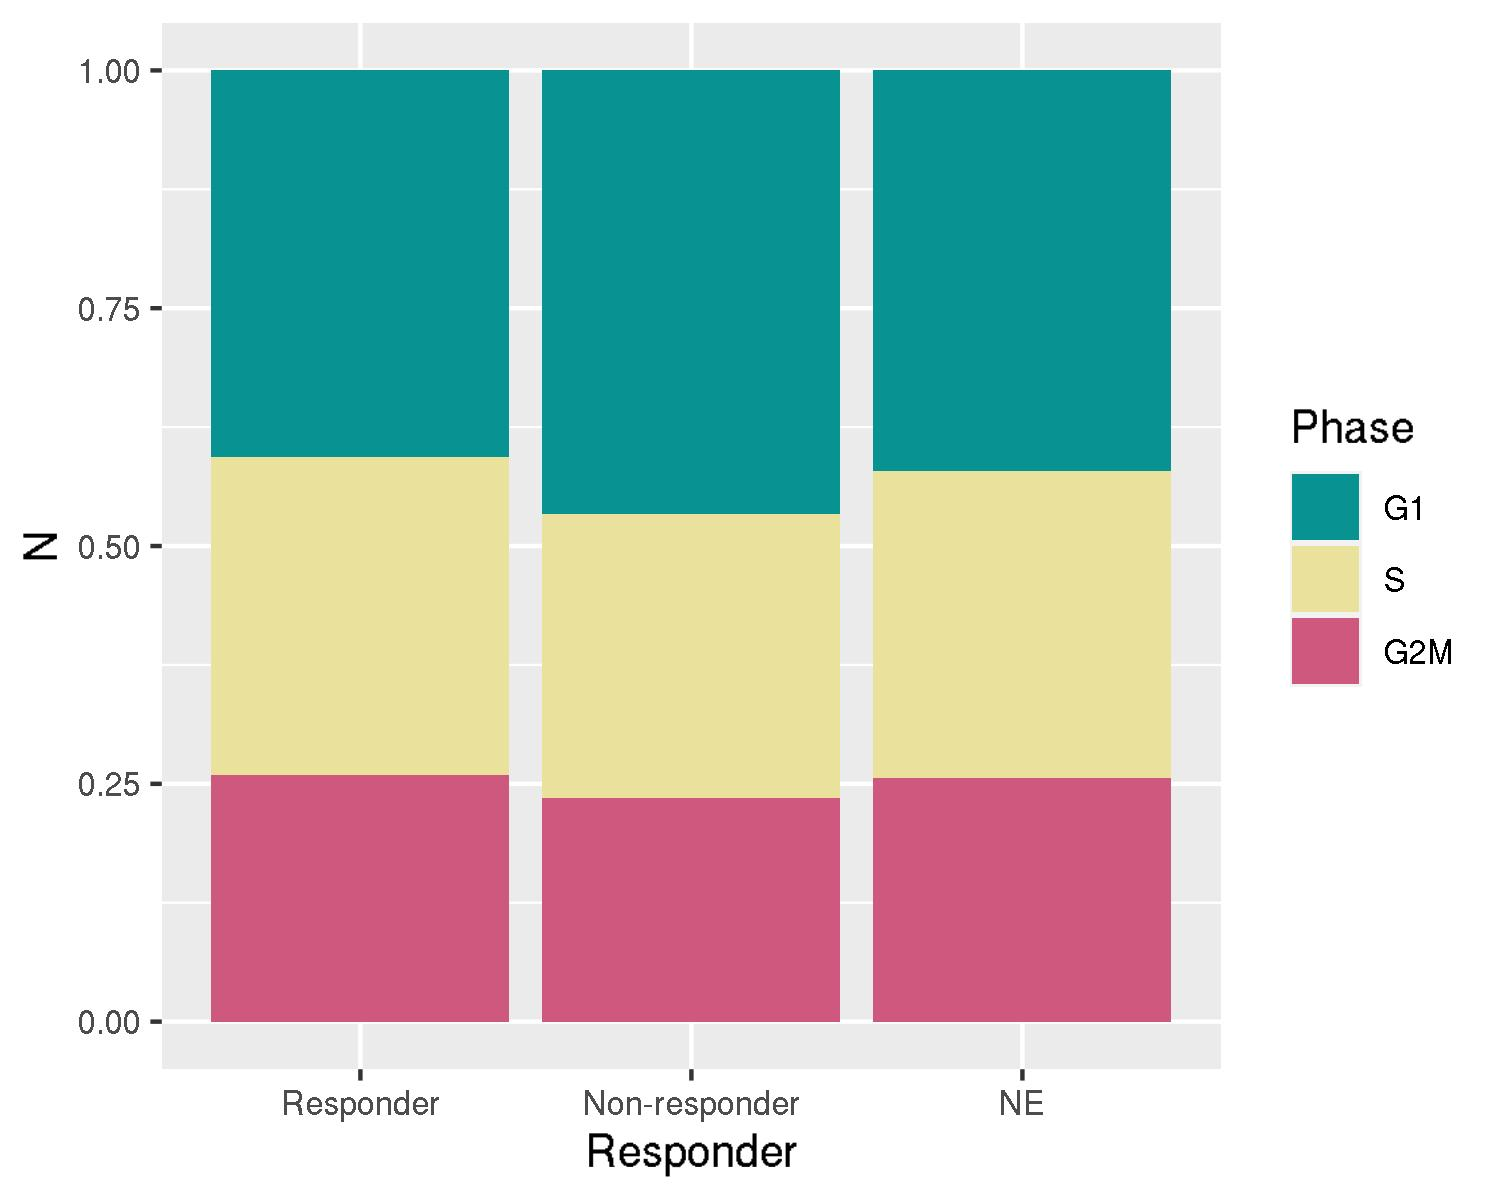 1.00
0.75
0.50
0.25
0.00
N
Responder
Non-responder
NE
Responder
Phase
G1
S
G2M